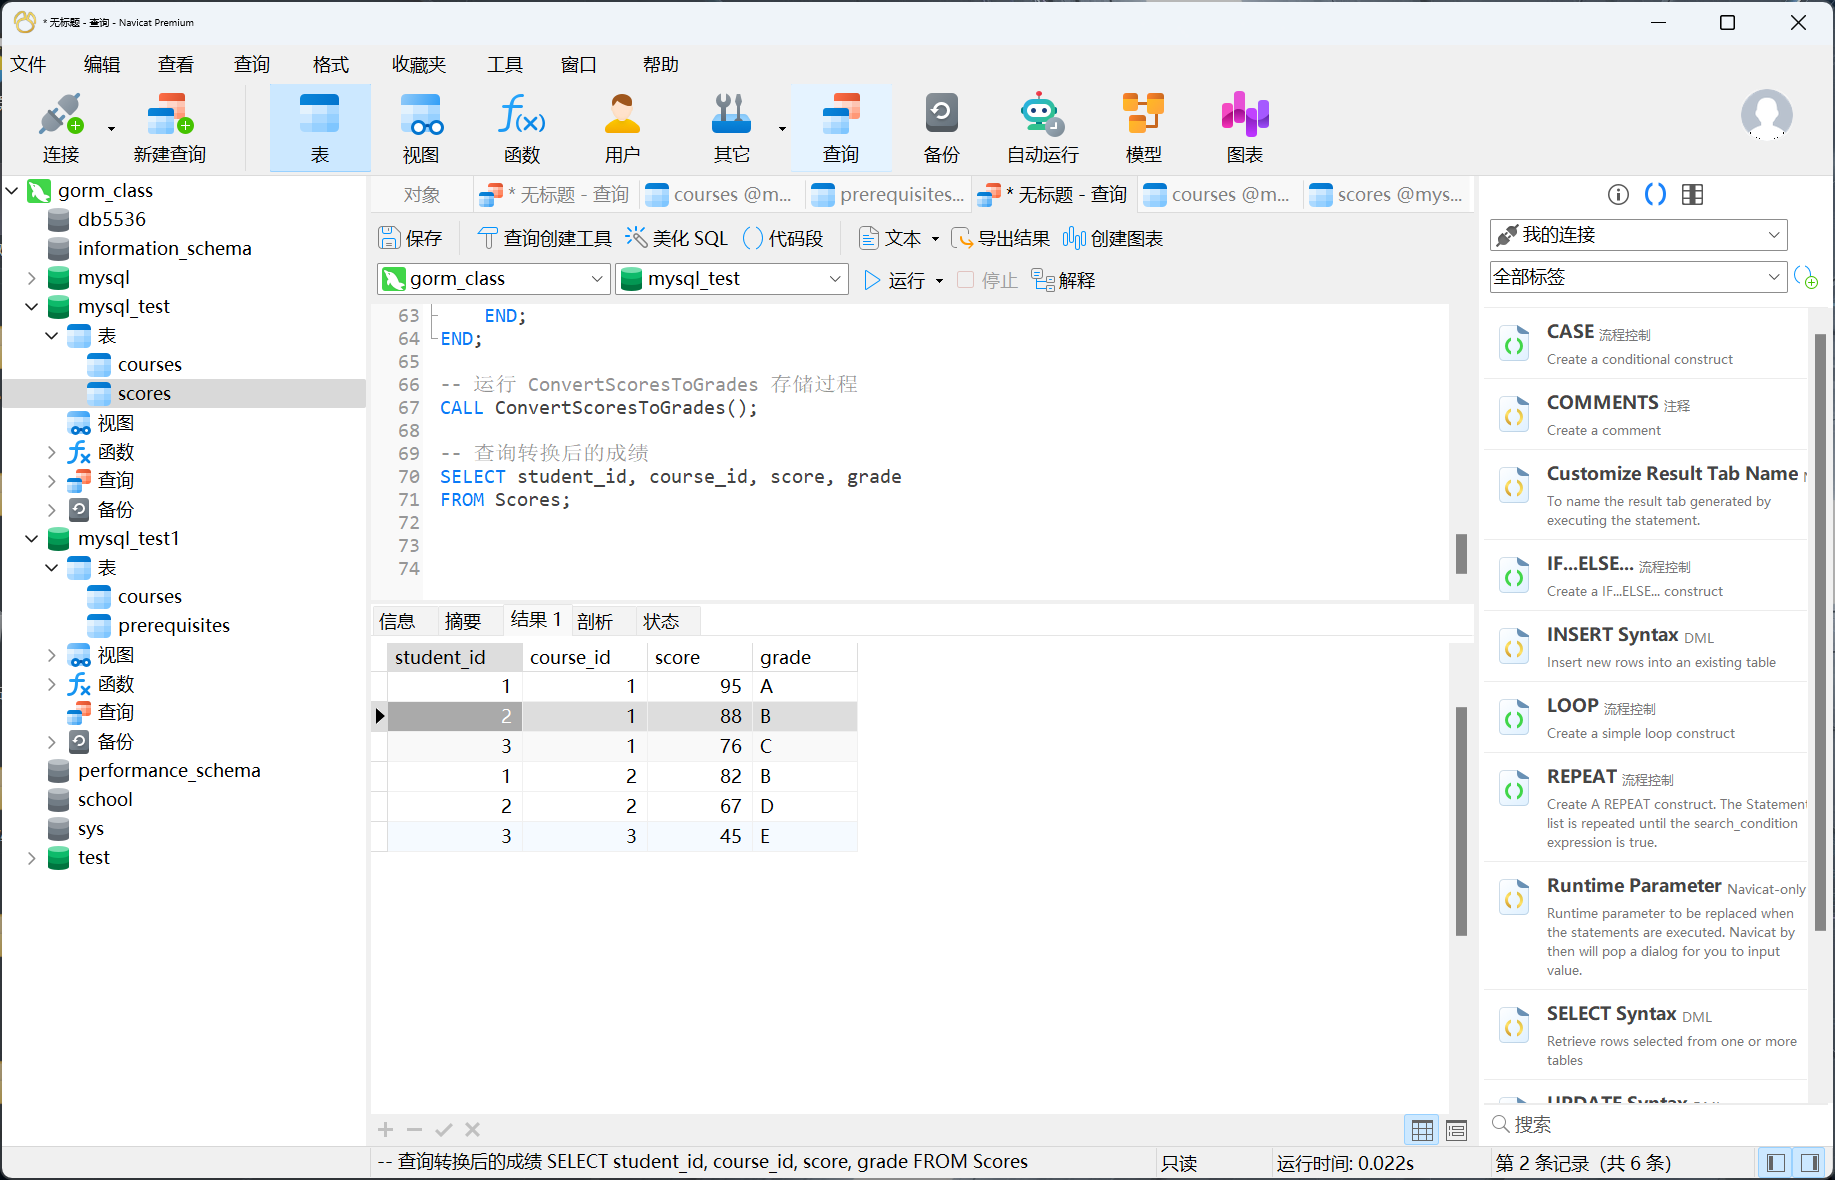 * 无标题 - 查询 - Navicat Premium
文件 编辑 查看 查询 格式 收藏夹 工具 窗口 帮助
连接 新建查询 表 视图 函数 用户 其它 查询 备份 自动运行 模型 图表
gorm_class
db5536
information_schema
mysql
mysql_test
表
courses
scores
视图
函数
查询
备份
mysql_test1
表
courses
prerequisites
视图
函数
查询
备份
performance_schema
school
sys
test
对象 * 无标题 - 查询 courses @m... prerequisites... * 无标题 - 查询 courses @m... scores @mys...
保存 查询创建工具 美化 SQL 代码段 文本 导出结果 创建图表
gorm_class mysql_test 运行 停止 解释
63 END;
64 END;
65
66 -- 运行 ConvertScoresToGrades 存储过程
67 CALL ConvertScoresToGrades();
68
69 -- 查询转换后的成绩
70 SELECT student_id, course_id, score, grade
71 FROM Scores;
72
73
74
信息 摘要 结果 1 剖析 状态
student_id course_id score grade
1 1 95 A
2 1 88 B
3 1 76 C
1 2 82 B
2 2 67 D
3 3 45 E
-- 查询转换后的成绩 SELECT student_id, course_id, score, grade FROM Scores 只读 运行时间: 0.022s 第 2 条记录 (共 6 条)
我的连接
全部标签
CASE 流程控制
Create a conditional construct
COMMENTS 注释
Create a comment
Customize Result Tab Name
To name the result tab generated by
executing the statement.
IF...ELSE... 流程控制
Create a IF...ELSE... construct
INSERT Syntax DML
Insert new rows into an existing table
LOOP 流程控制
Create a simple loop construct
REPEAT 流程控制
Create A REPEAT construct. The Statement
list is repeated until the search_condition
expression is true.
Runtime Parameter Navicat-only
Runtime parameter to be replaced when
the statements are executed. Navicat by
then will pop a dialog for you to input
value.
SELECT Syntax DML
Retrieve rows selected from one or more
tables
UPDATE Syntax DML
搜索